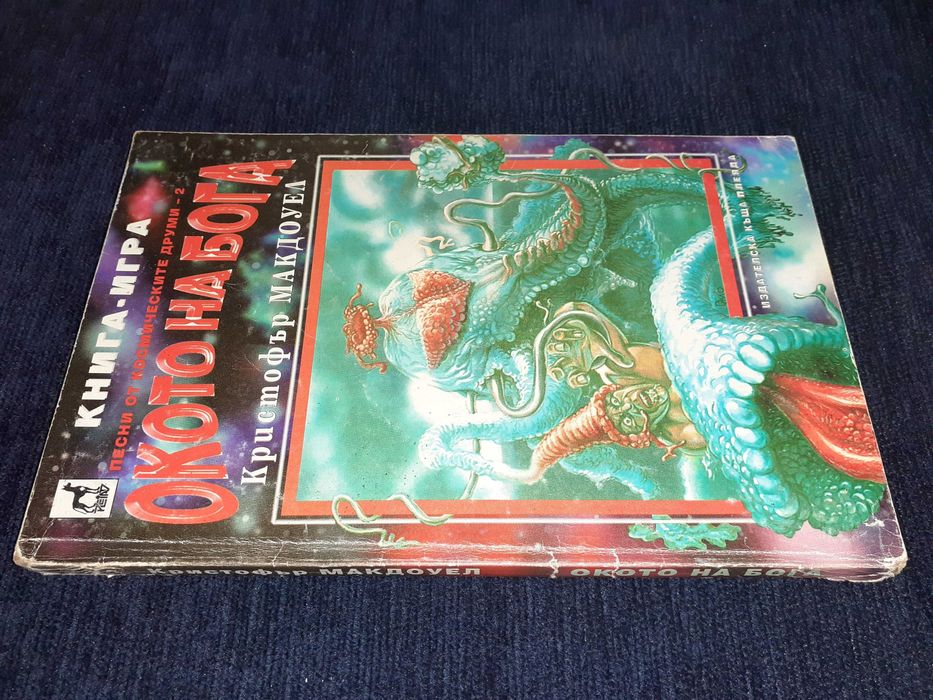 КНИГА-ИГРА
ПЕСНИ ОТ КОСМИЧЕСКИТЕ ДРУМИ - 2
ОКОТО НА БОГА
Кристофър МАКДОУЕЛ
ИЗДАТЕЛСКА КЪЩА ПЛЕЯДА
Кристофър МАКДОУЕЛ
ОКОТО НА БОГА